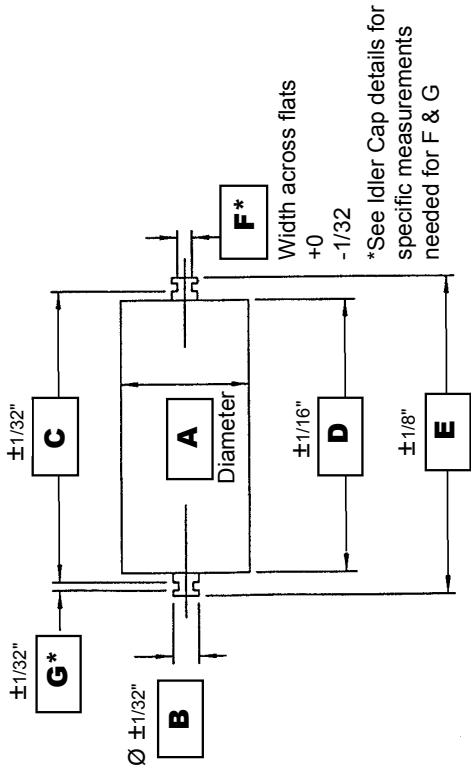 ±1/32"
G*
±1/32"
C
Ø ±1/32"
B
A
Diameter
F*
Width across flats
+0
-1/32
*See Idler Cap details for
specific measurements
needed for F & G
±1/16"
D
±1/8"
E